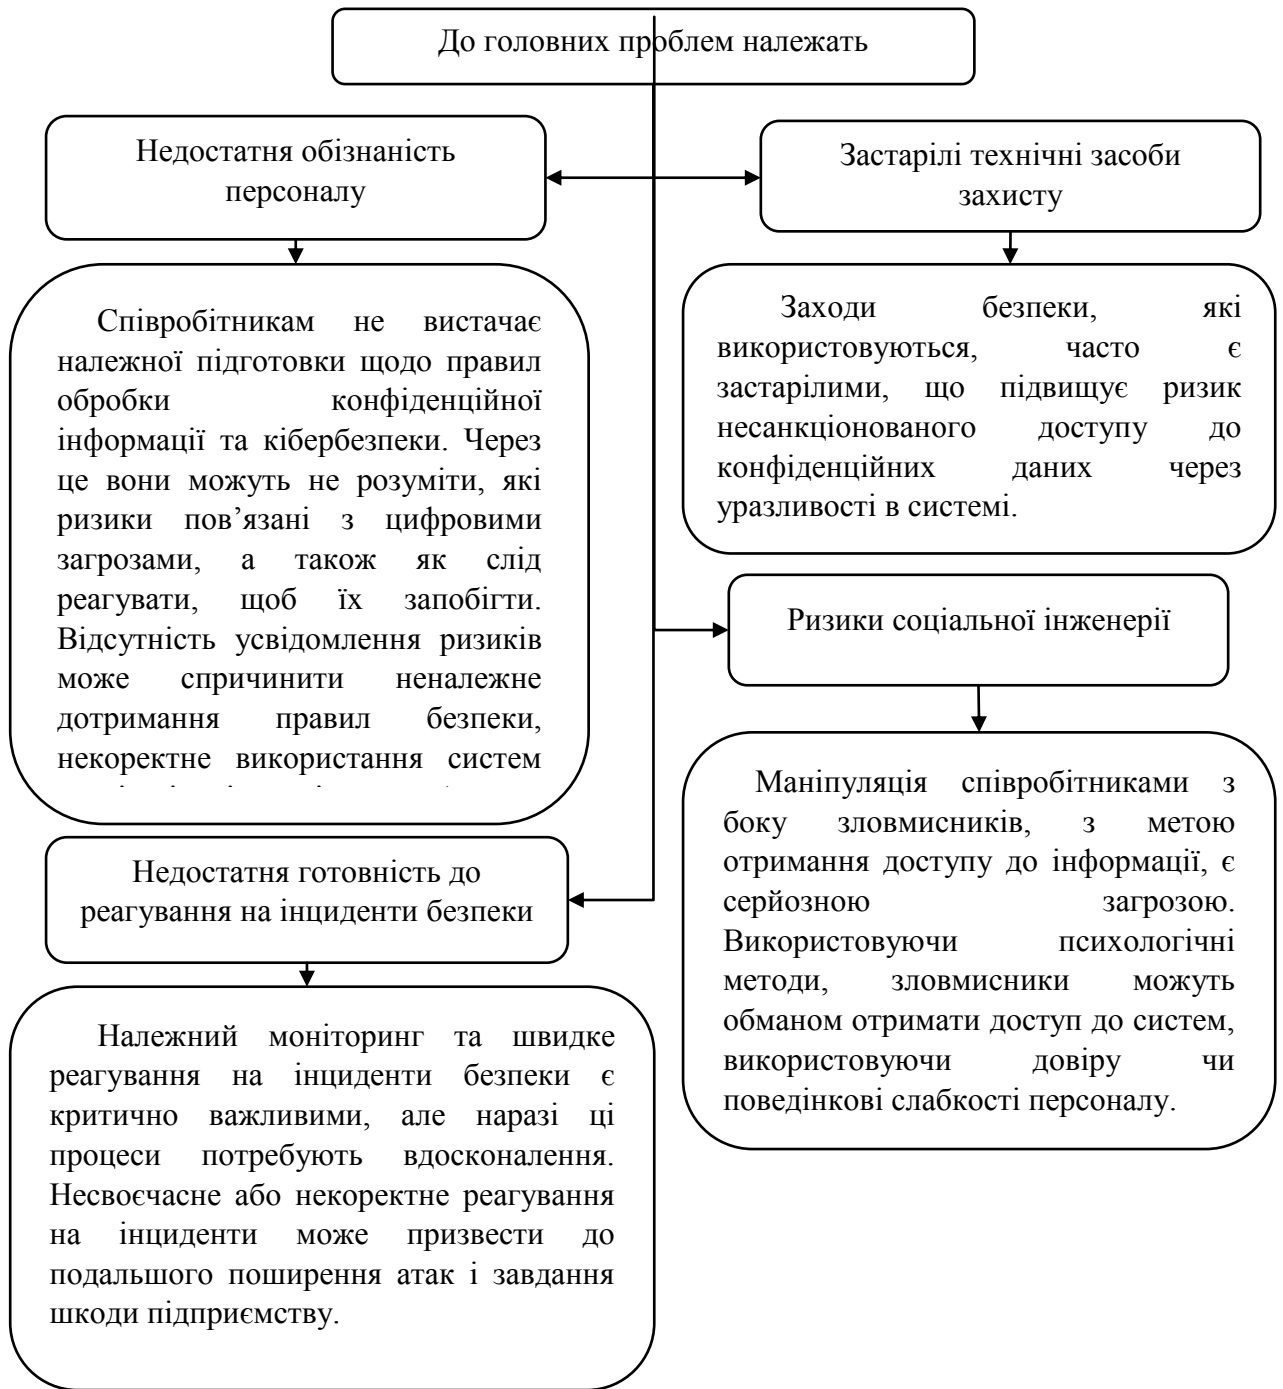 До головних проблем належать
Недостатня обізнаність
персоналу
Застарілі технічні засоби
захисту
Співробітникам не вистачає
належної підготовки щодо правил
обробки конфіденційної
інформації та кібербезпеки. Через
це вони можуть не розуміти, які
ризики пов’язані з цифровими
загрозами, а також як слід
реагувати, щоб їх запобігти.
Відсутність усвідомлення ризиків
може спричинити неналежне
дотримання правил безпеки,
некоректне використання систем
Заходи безпеки, які
використовуються, часто є
застарілими, що підвищує ризик
несанкціонованого доступу до
конфіденційних даних через
уразливості в системі.
Ризики соціальної інженерії
Маніпуляція співробітниками з
боку зловмисників, з метою
отримання доступу до інформації, є
серйозною загрозою.
Використовуючи психологічні
методи, зловмисники можуть
обманом отримати доступ до систем,
використовуючи довіру чи
поведінкові слабкості персоналу.
Недостатня готовність до
реагування на інциденти безпеки
Належний моніторинг та швидке
реагування на інциденти безпеки є
критично важливими, але наразі ці
процеси потребують вдосконалення.
Несвоєчасне або некоректне реагування
на інциденти може призвести до
подальшого поширення атак і завдання
шкоди підприємству.